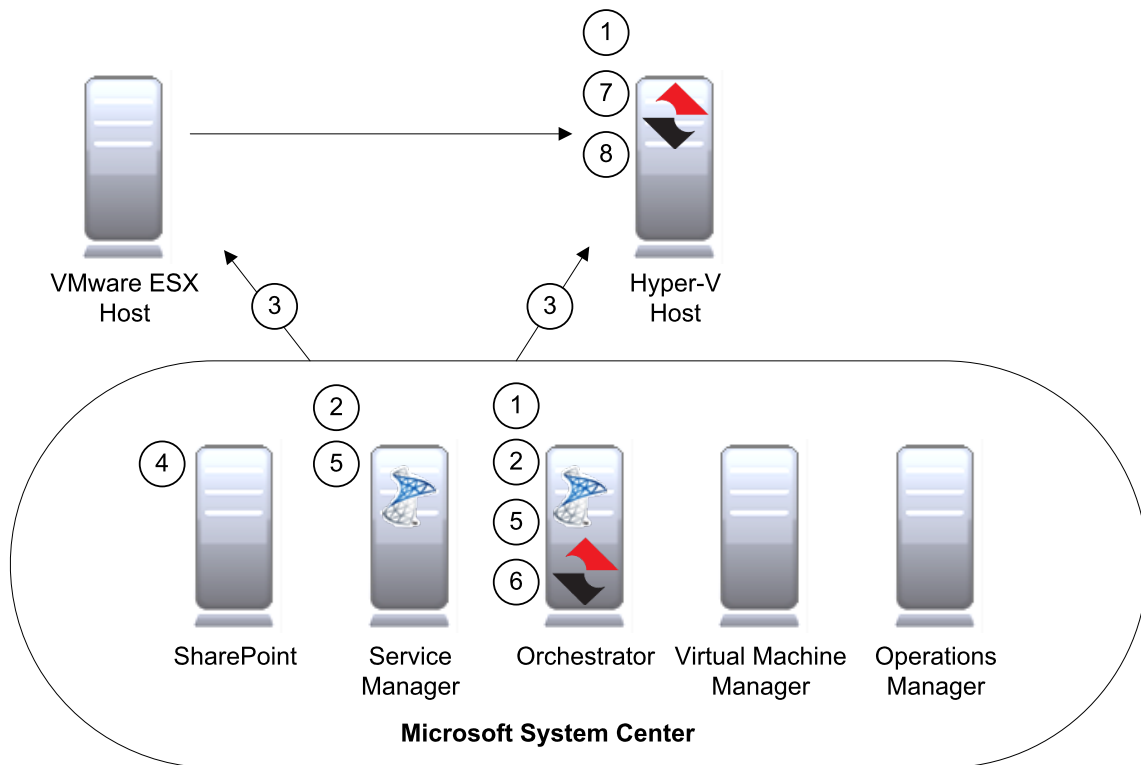 1
7
8
VMware ESX
Host
Hyper-V
Host
3
3
2
1
4
5
2
5
6
SharePoint
Service
Manager
Orchestrator
Virtual Machine
Manager
Operations
Manager
Microsoft System Center